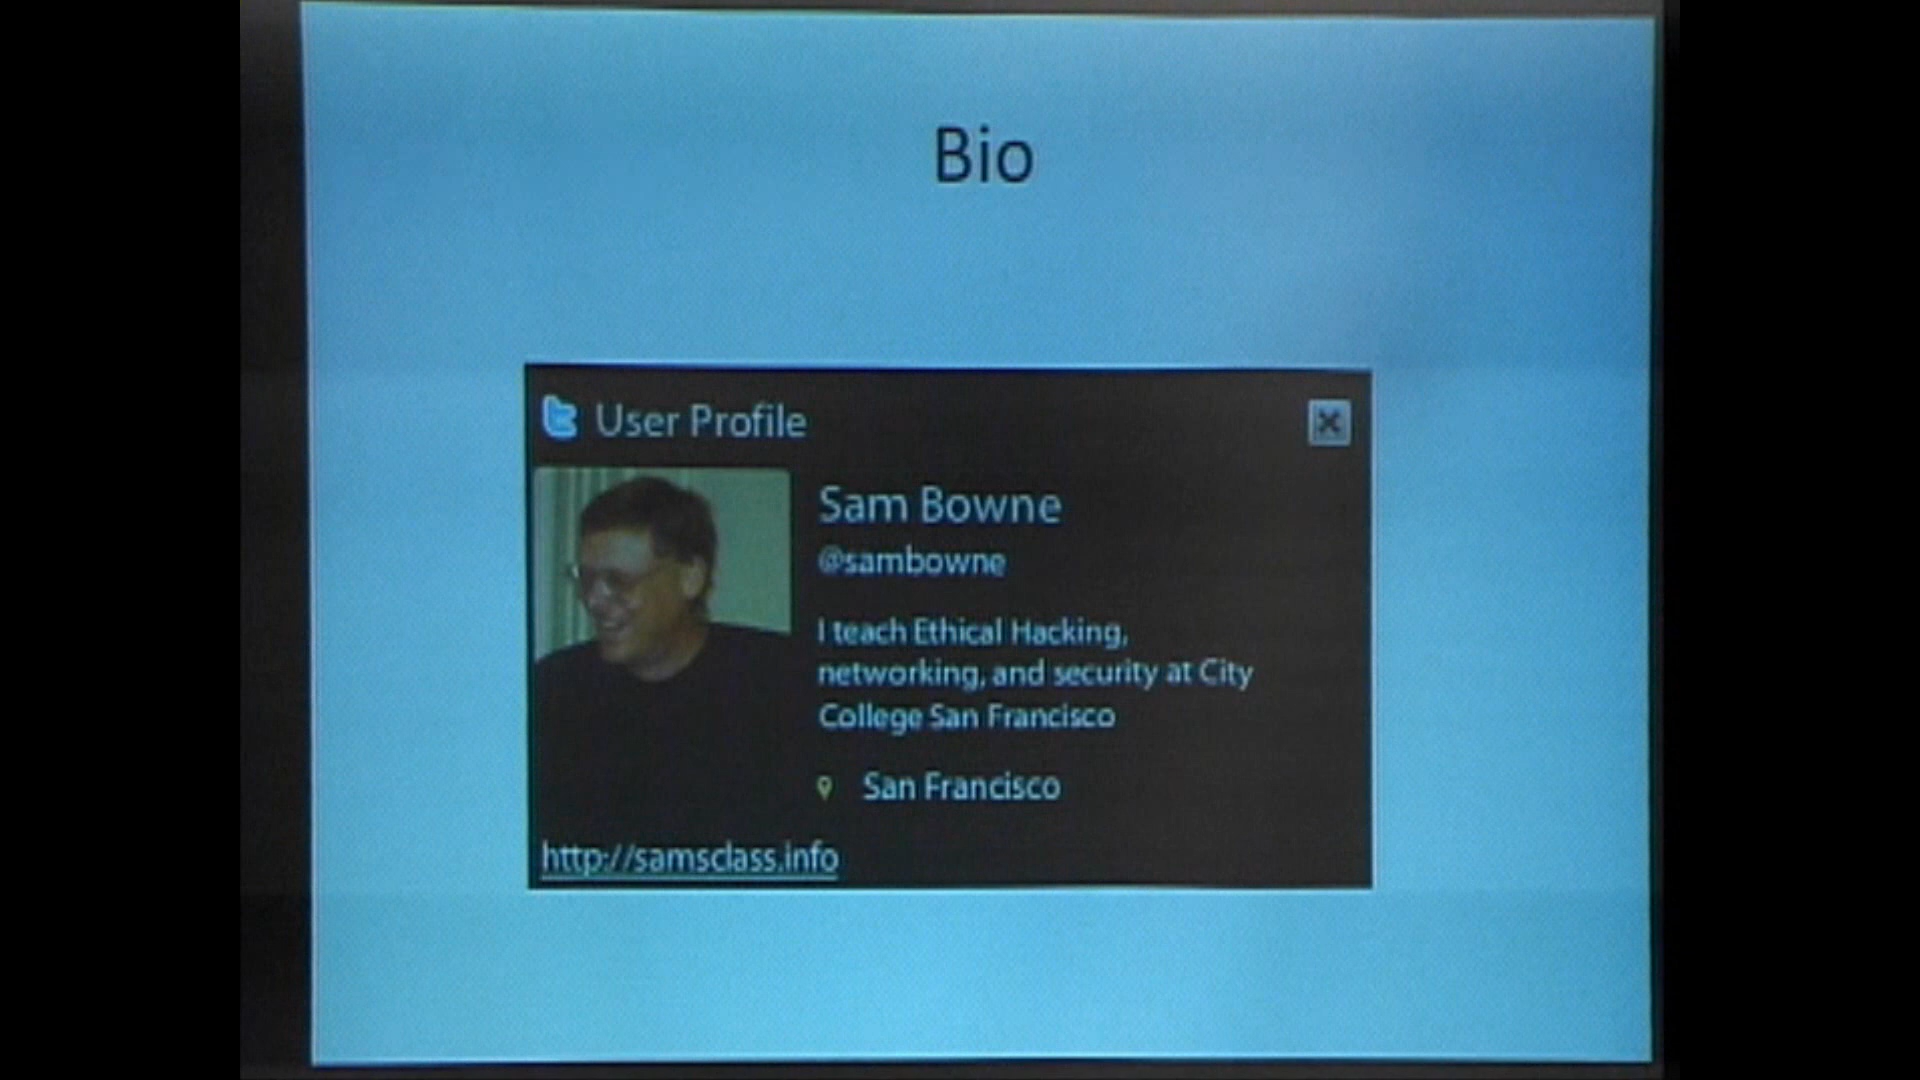 Bio
User Profile
Sam Bowne
@sambowne
I teach Ethical Hacking,
networking, and security at City
College San Francisco
San Francisco
http://samsclass.info